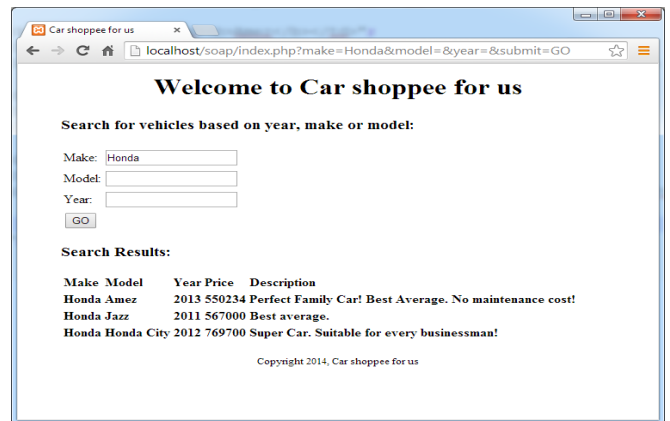 Car shoppee for us
localhost/soap/index.php?make=Honda&model=&year=&submit=GO
Welcome to Car shoppee for us
Search for vehicles based on year, make or model:
Make: Honda
Model:
Year:
GO
Search Results:
Make Model Year Price Description
Honda Amez 2013 550234 Perfect Family Car! Best Average. No maintenance cost!
Honda Jazz 2011 567000 Best average.
Honda Honda City 2012 769700 Super Car. Suitable for every businessman!
Copyright 2014, Car shoppee for us